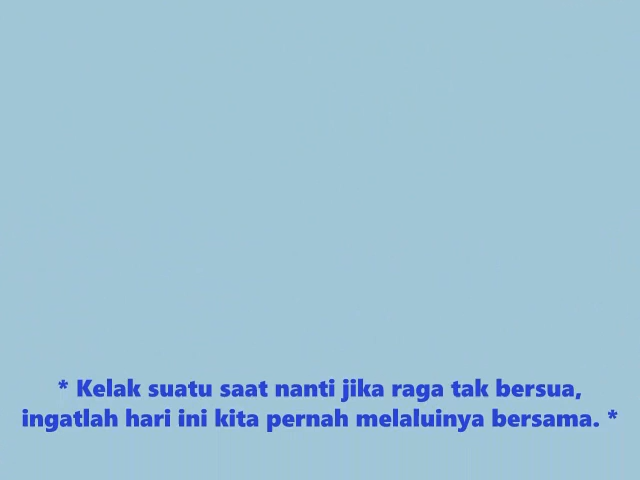 * Kelak suatu saat nanti jika raga tak bersua,
ingatlah hari ini kita pernah melaluinya bersama. *